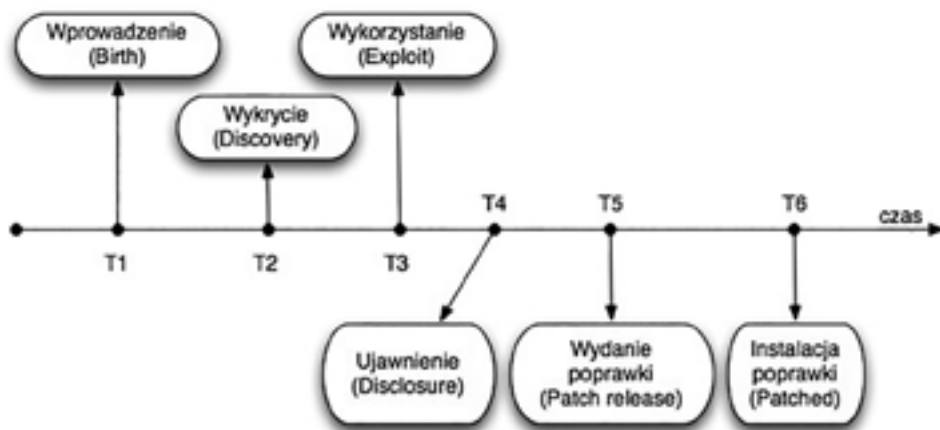 Wprowadzenie
(Birth)
Wykorzystanie
(Exploit)
Wykrycie
(Discovery)
T4
T5
T6
czas
T1
T2
T3
Ujawnienie
(Disclosure)
Wydanie
poprawki
(Patch release)
Instalacja
poprawki
(Patched)